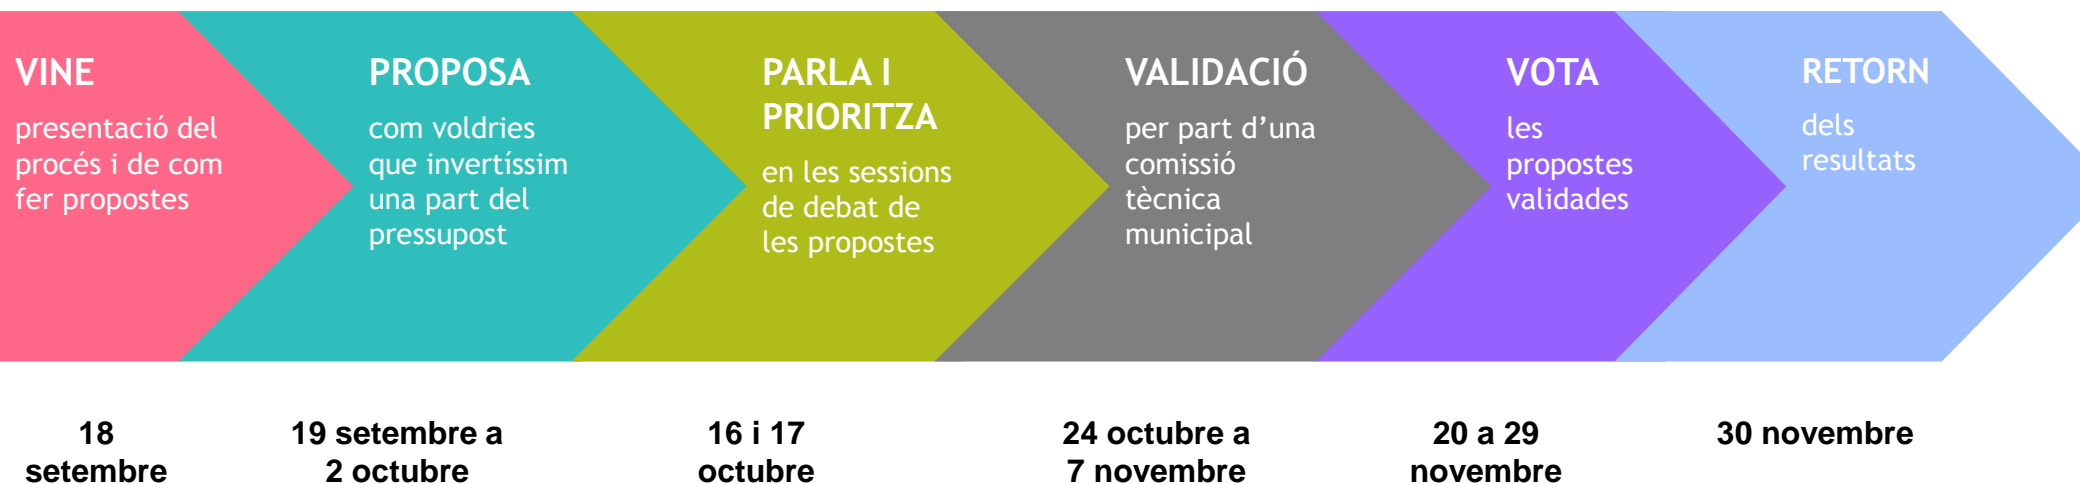 VINE
presentació del
procés i de com
fer propostes
PROPOSA
com voldries
que invertíssim
una part del
pressupost
PARLA I
PRIORITZA
en les sessions
de debat de
les propostes
VALIDACIÓ
per part d’una
comissió
tècnica
municipal
VOTA
les
propostes
validades
RETORN
dels
resultats
18
setembre
19 setembre a
2 octubre
16 i 17
octubre
24 octubre a
7 novembre
20 a 29
novembre
30 novembre